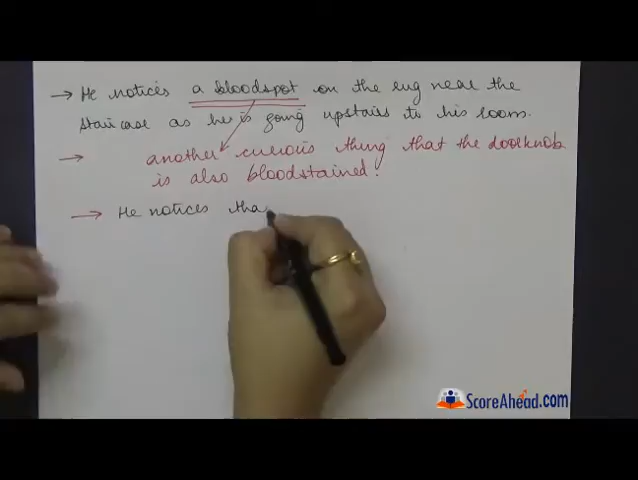 → He notices a bloodspot on the rug near the
staircase as he is going upstairs to his room.
→ another curious thing that the doorknob
is also bloodstained.
→ He notices tha
ScoreAhead.com